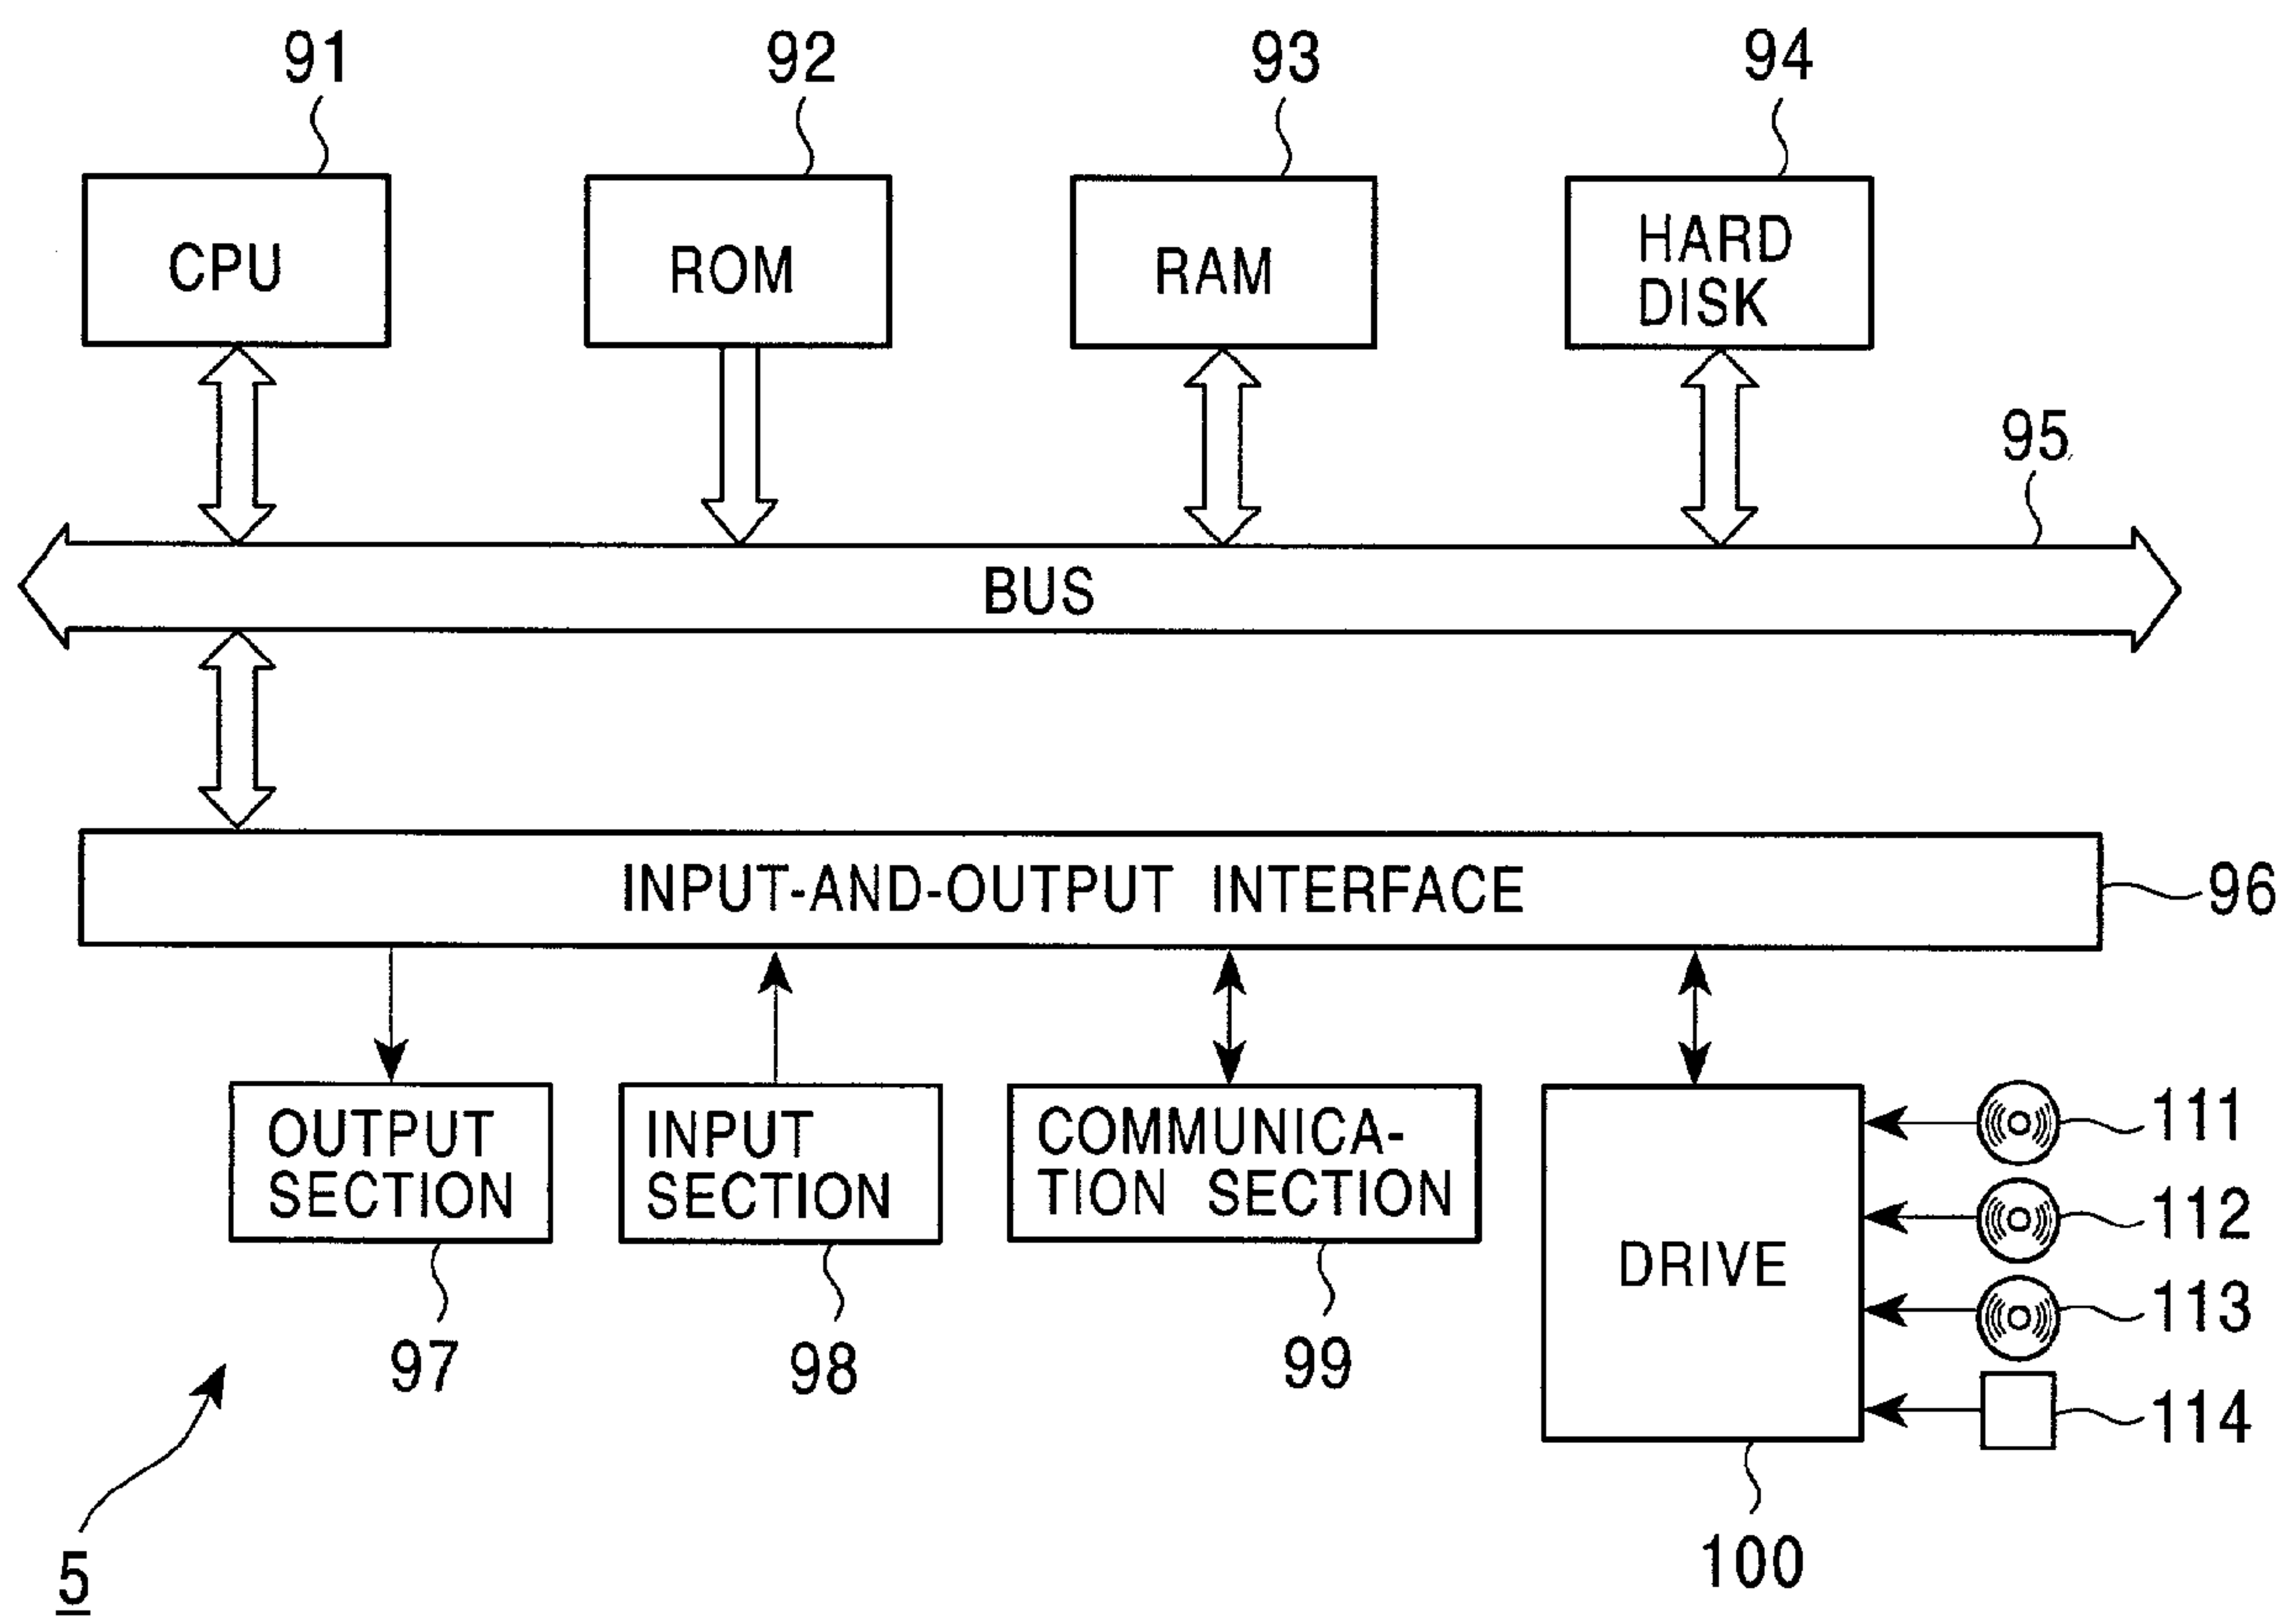 91
92
93
94
CPU
ROM
RAM
HARD
DISK
95
BUS
INPUT-AND-OUTPUT INTERFACE
96
OUTPUT
SECTION
INPUT
SECTION
COMMUNICA-
TION SECTION
DRIVE
111
112
113
114
97
98
99
100
5